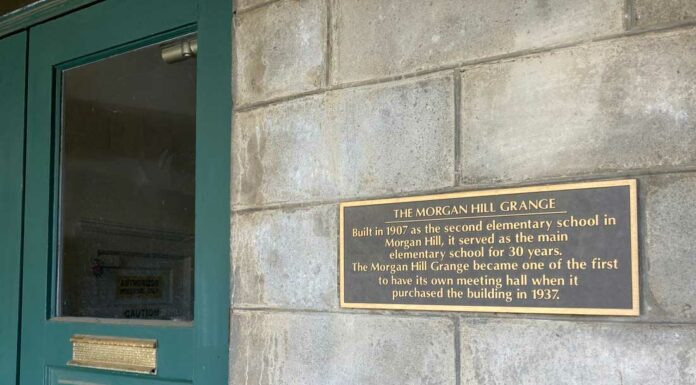 THE MORGAN HILL GRANGE
Built in 1907 as the second elementary school in
Morgan Hill, it served as the main
elementary school for 30 years.
The Morgan Hill Grange became one of the first
to have its own meeting hall when it
purchased the building in 1937.
CAUTION